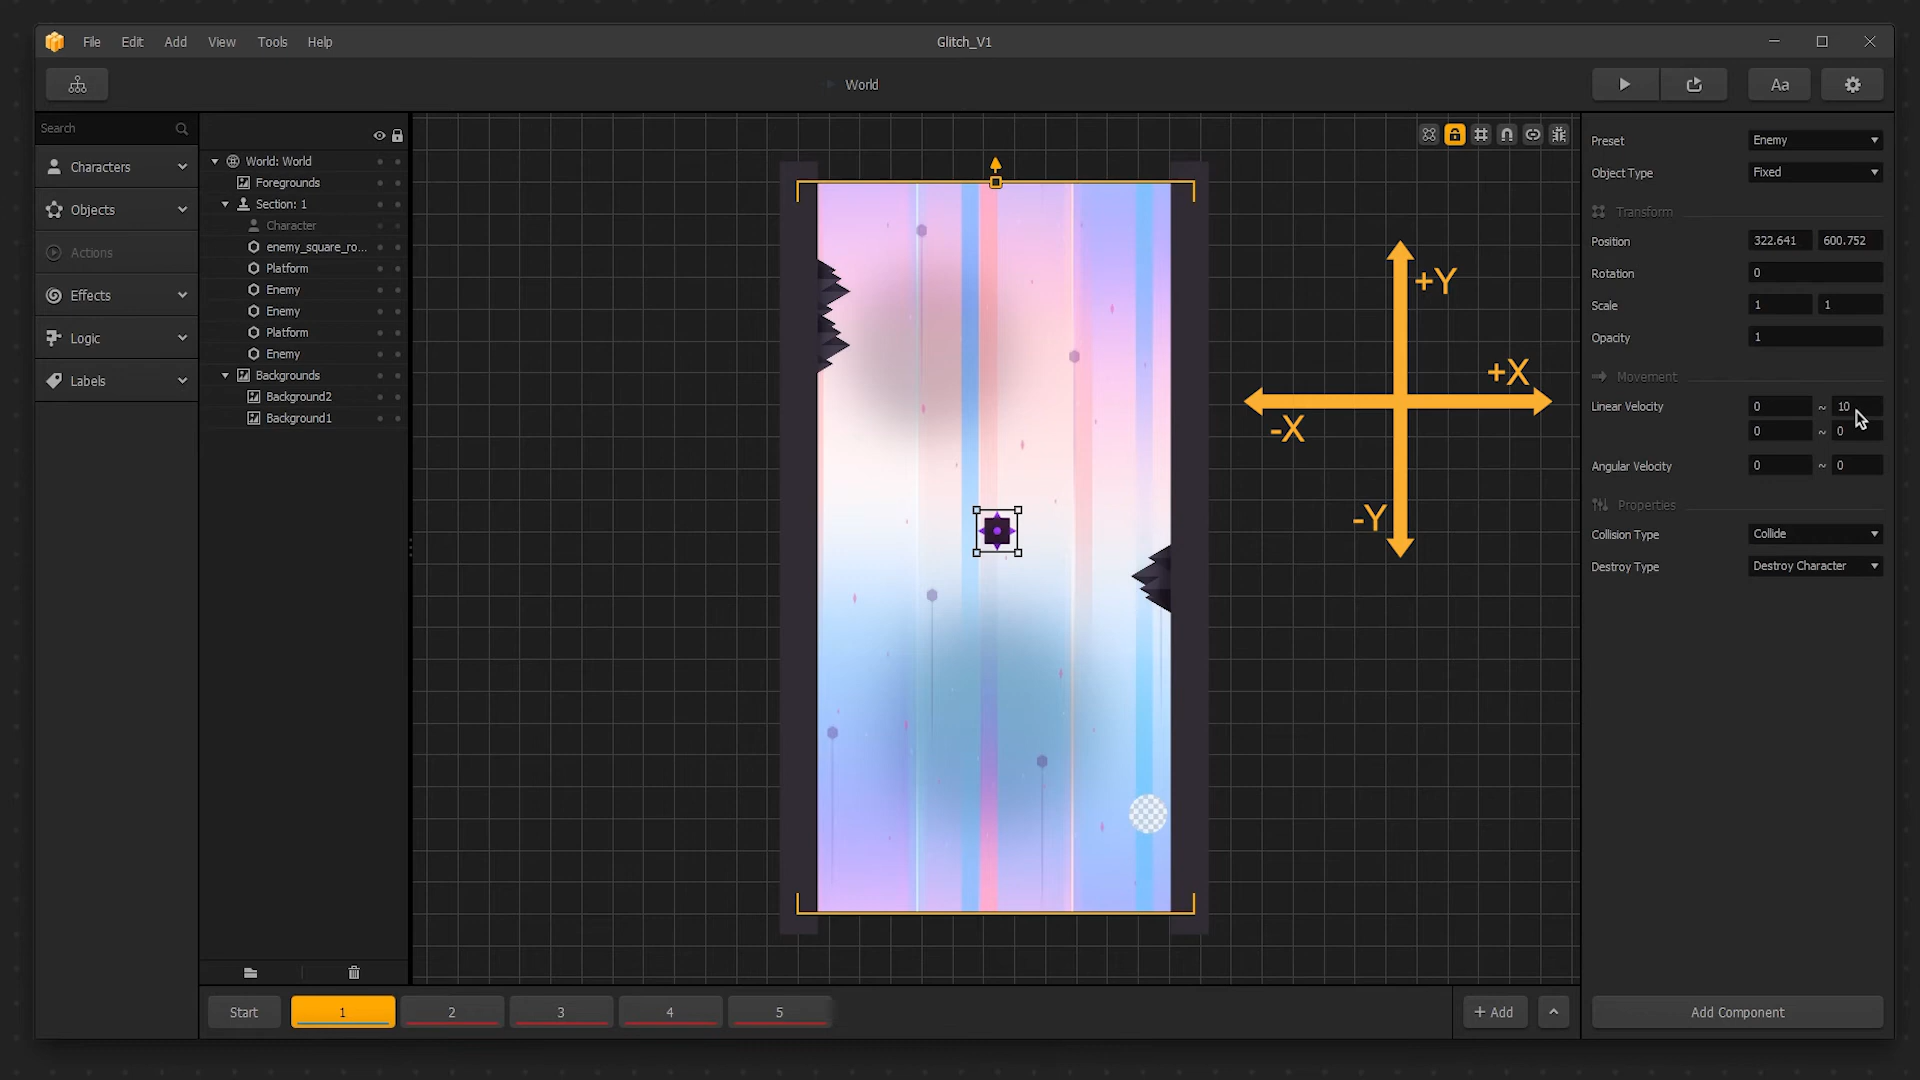 File Edit View Add View Tools Help
Glitch_V1
World
Aa
Search
Characters
Objects
Actions
Effects
Logic
Labels
World: World
Foregrounds
Section: 1
Character
enemy_square_ro...
Platform
Enemy
Enemy
Platform
Enemy
Backgrounds
Background2
Background1
+Y
+X
-X
-Y
Preset Enemy
Object Type Fixed
Transform
Position 322.641 600.752
Rotation 0
Scale 1 1
Opacity 1
Movement
Linear Velocity 0 ~ 10
0 ~ 0
Angular Velocity 0 ~ 0
Properties
Collision Type Collide
Destroy Type Destroy Character
Start 1 2 3 4 5
+ Add
Add Component